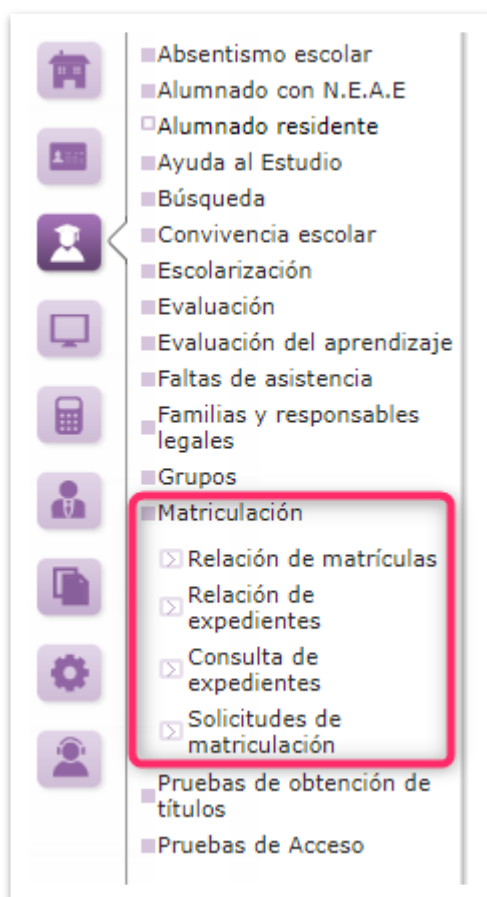 Absentismo escolar
Alumnado con N.E.A.E
Alumnado residente
Ayuda al Estudio
Búsqueda
Convivencia escolar
Escolarización
Evaluación
Evaluación del aprendizaje
Faltas de asistencia
Familias y responsables
legales
Grupos
Matriculación
Relación de matrículas
Relación de
expedientes
Consulta de
expedientes
Solicitudes de
matriculación
Pruebas de obtención de
títulos
Pruebas de Acceso